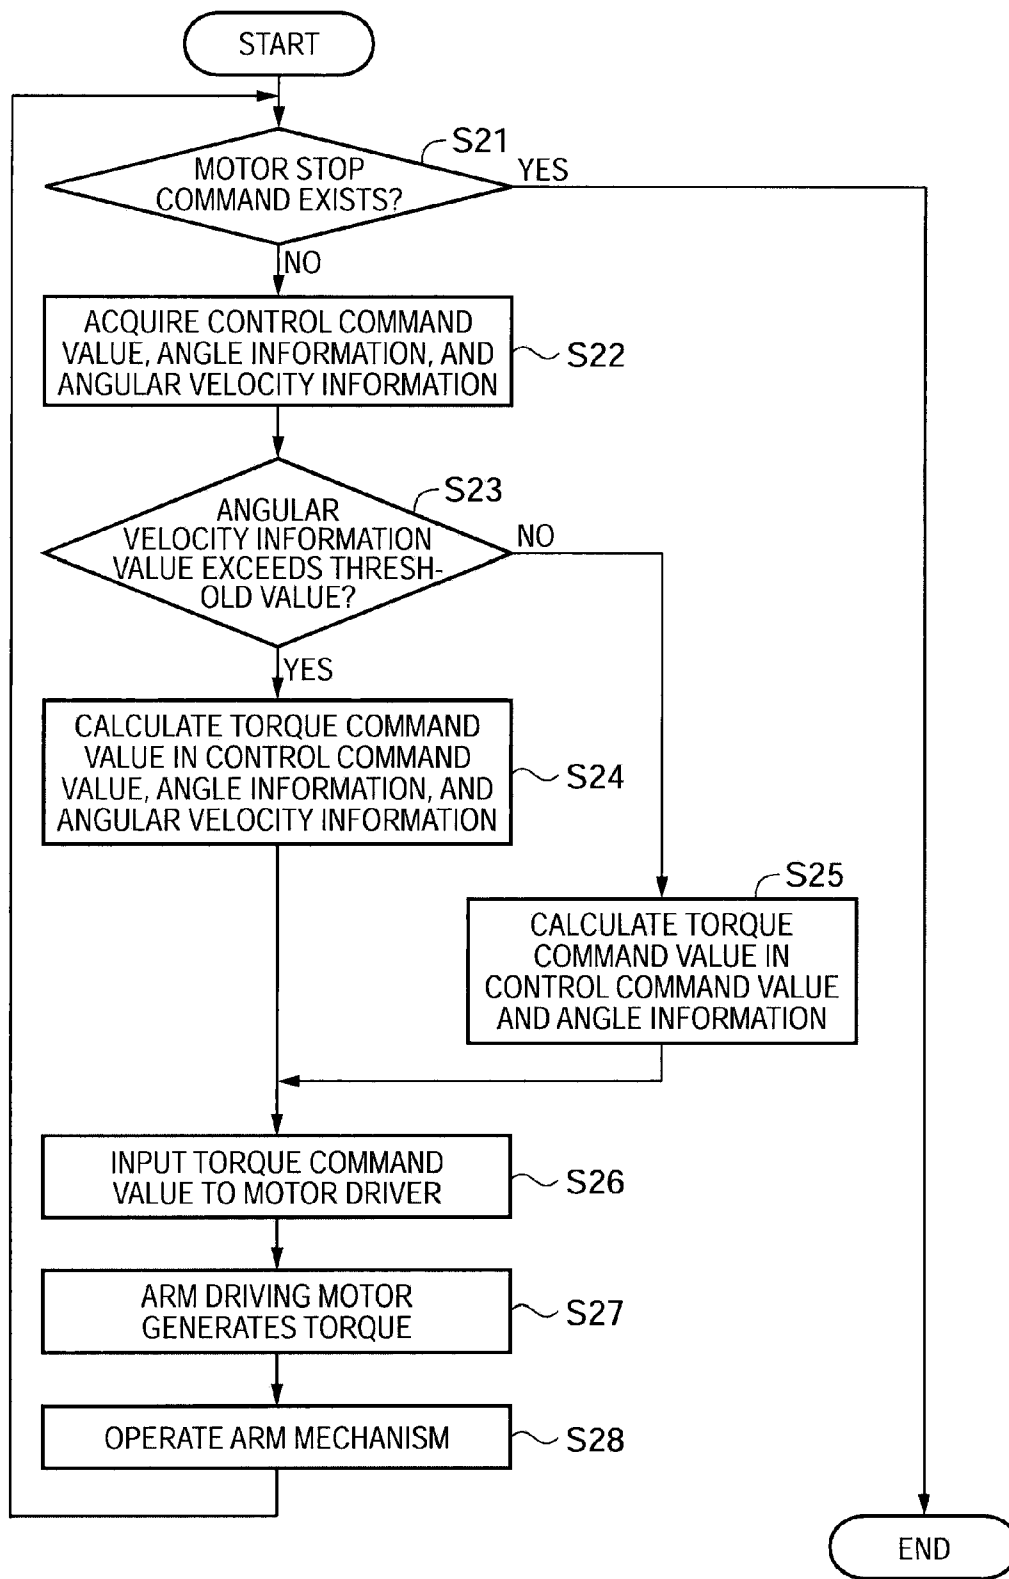 START
S21
MOTOR STOP
COMMAND EXISTS?
YES
NO
ACQUIRE CONTROL COMMAND
VALUE, ANGLE INFORMATION, AND
ANGULAR VELOCITY INFORMATION
S22
S23
ANGULAR
VELOCITY INFORMATION
VALUE EXCEEDS THRESH-
OLD VALUE?
NO
YES
CALCULATE TORQUE COMMAND
VALUE IN CONTROL COMMAND
VALUE, ANGLE INFORMATION, AND
ANGULAR VELOCITY INFORMATION
S24
S25
CALCULATE TORQUE
COMMAND VALUE IN
CONTROL COMMAND VALUE
AND ANGLE INFORMATION
INPUT TORQUE COMMAND
VALUE TO MOTOR DRIVER
S26
ARM DRIVING MOTOR
GENERATES TORQUE
S27
OPERATE ARM MECHANISM
S28
END